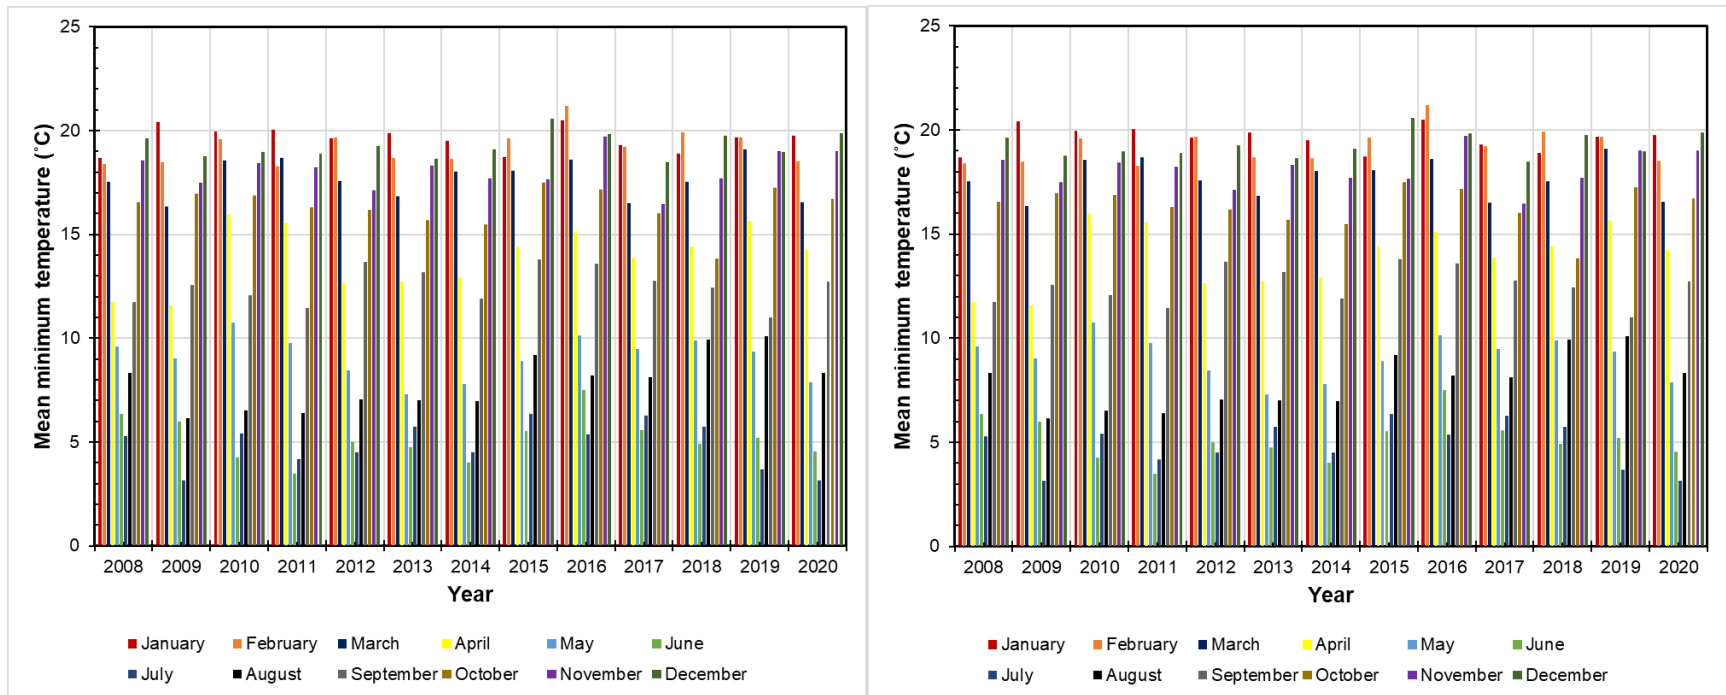 25
20
15
10
5
0
Mean minimum temperature (˚C)
2008 2009 2010 2011 2012 2013 2014 2015 2016 2017 2018 2019 2020
Year
January February March April May June
July August September October November December
25
20
15
10
5
0
Mean minimum temperature (˚C)
2008 2009 2010 2011 2012 2013 2014 2015 2016 2017 2018 2019 2020
Year
January February March April May June
July August September October November December